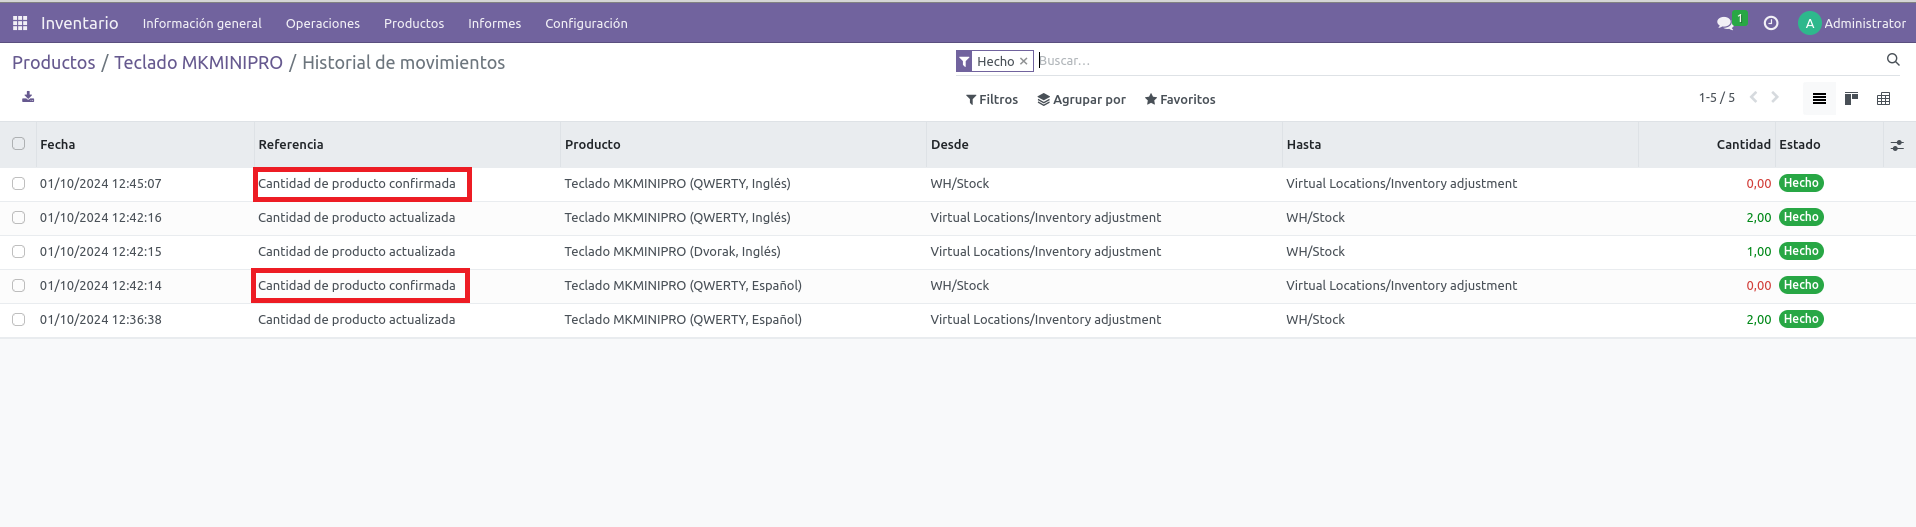 Inventario Información general Operaciones Productos Informes Configuración 1 A Administrator
Productos / Teclado MKMINIPRO / Historial de movimientos Hecho × Buscar...
Filtros Agrupar por Favoritos 1-5 / 5
Fecha Referencia Producto Desde Hasta Cantidad Estado
01/10/2024 12:45:07 Cantidad de producto confirmada Teclado MKMINIPRO (QWERTY, Inglés) WH/Stock Virtual Locations/Inventory adjustment 0,00 Hecho
01/10/2024 12:42:16 Cantidad de producto actualizada Teclado MKMINIPRO (QWERTY, Inglés) Virtual Locations/Inventory adjustment WH/Stock 2,00 Hecho
01/10/2024 12:42:15 Cantidad de producto actualizada Teclado MKMINIPRO (Dvorak, Inglés) Virtual Locations/Inventory adjustment WH/Stock 1,00 Hecho
01/10/2024 12:42:14 Cantidad de producto confirmada Teclado MKMINIPRO (QWERTY, Español) WH/Stock Virtual Locations/Inventory adjustment 0,00 Hecho
01/10/2024 12:36:38 Cantidad de producto actualizada Teclado MKMINIPRO (QWERTY, Español) Virtual Locations/Inventory adjustment WH/Stock 2,00 Hecho